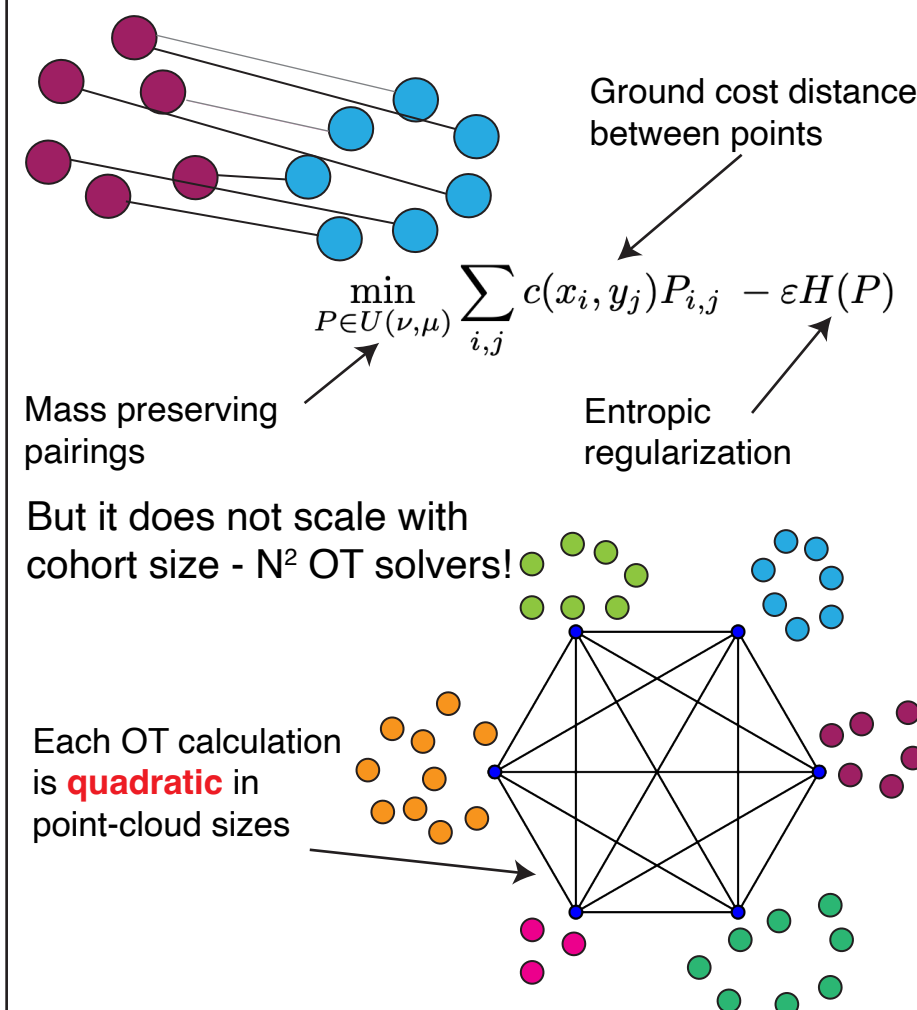 Ground cost distance
between points
min P∈U(ν,μ) ∑ i,j c(x_i, y_j)P_{i,j} − εH(P)
Mass preserving
pairings
Entropic
regularization
But it does not scale with
cohort size - N² OT solvers!
Each OT calculation
is quadratic in
point-cloud sizes